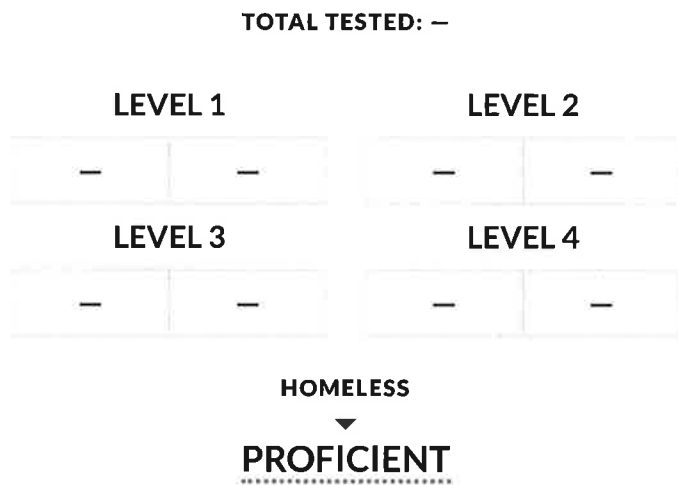 TOTAL TESTED: —
LEVEL 1 LEVEL 2
— — — —
LEVEL 3 LEVEL 4
— — — —
HOMELESS
PROFICIENT